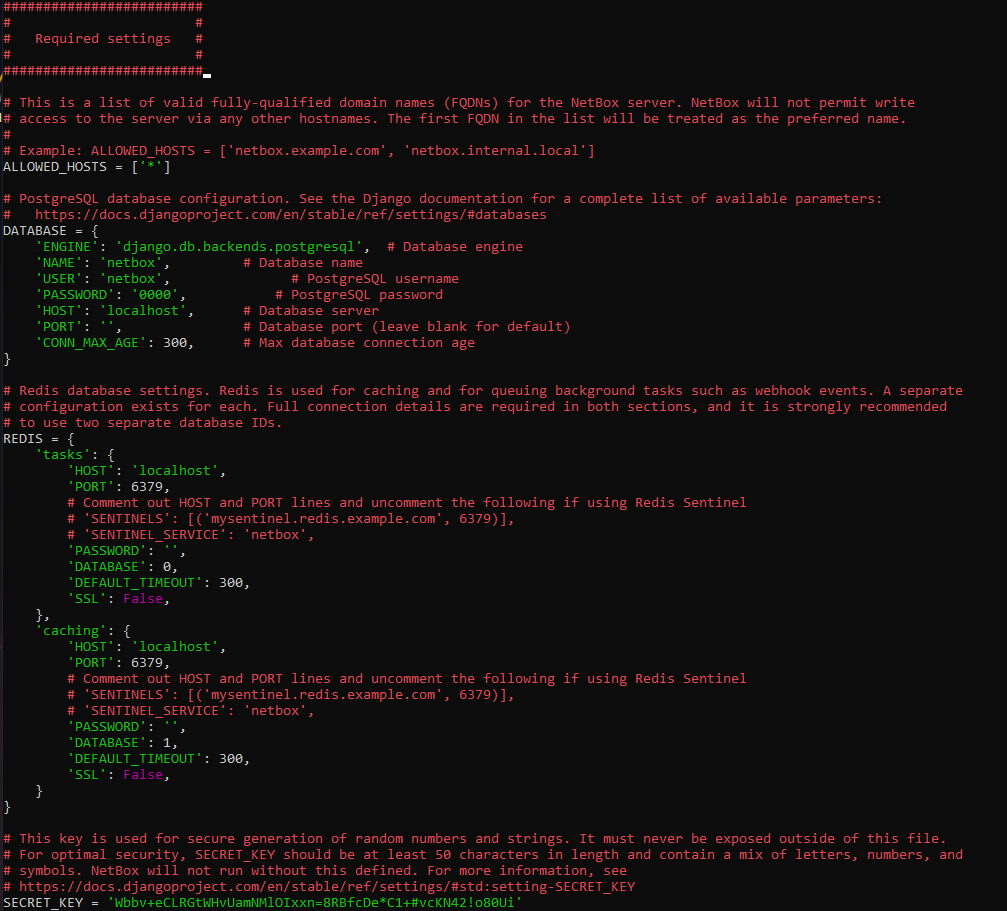 #########################
#                       #
#   Required settings   #
#                       #
#########################
# This is a list of valid fully-qualified domain names (FQDNs) for the NetBox server. NetBox will not permit write
# access to the server via any other hostnames. The first FQDN in the list will be treated as the preferred name.
#
# Example: ALLOWED_HOSTS = ['netbox.example.com', 'netbox.internal.local']
ALLOWED_HOSTS = ['*']
# PostgreSQL database configuration. See the Django documentation for a complete list of available parameters:
#   https://docs.djangoproject.com/en/stable/ref/settings/#databases
DATABASE = {
    'ENGINE': 'django.db.backends.postgresql',  # Database engine
    'NAME': 'netbox',         # Database name
    'USER': 'netbox',               # PostgreSQL username
    'PASSWORD': '0000',           # PostgreSQL password
    'HOST': 'localhost',      # Database server
    'PORT': '',               # Database port (leave blank for default)
    'CONN_MAX_AGE': 300,      # Max database connection age
}
# Redis database settings. Redis is used for caching and for queuing background tasks such as webhook events. A separate
# configuration exists for each. Full connection details are required in both sections, and it is strongly recommended
# to use two separate database IDs.
REDIS = {
    'tasks': {
        'HOST': 'localhost',
        'PORT': 6379,
        # Comment out HOST and PORT lines and uncomment the following if using Redis Sentinel
        # 'SENTINELS': [('mysentinel.redis.example.com', 6379)],
        # 'SENTINEL_SERVICE': 'netbox',
        'PASSWORD': '',
        'DATABASE': 0,
        'DEFAULT_TIMEOUT': 300,
        'SSL': False,
    },
    'caching': {
        'HOST': 'localhost',
        'PORT': 6379,
        # Comment out HOST and PORT lines and uncomment the following if using Redis Sentinel
        # 'SENTINELS': [('mysentinel.redis.example.com', 6379)],
        # 'SENTINEL_SERVICE': 'netbox',
        'PASSWORD': '',
        'DATABASE': 1,
        'DEFAULT_TIMEOUT': 300,
        'SSL': False,
    }
}
# This key is used for secure generation of random numbers and strings. It must never be exposed outside of this file.
# For optimal security, SECRET_KEY should be at least 50 characters in length and contain a mix of letters, numbers, and
# symbols. NetBox will not run without this defined. For more information, see
# https://docs.djangoproject.com/en/stable/ref/settings/#std:setting-SECRET_KEY
SECRET_KEY = 'Wbbv+eCLRGtWHvUamNMlOIxxn=8RBfcDe*C1+#vcKN42!o80Ui'